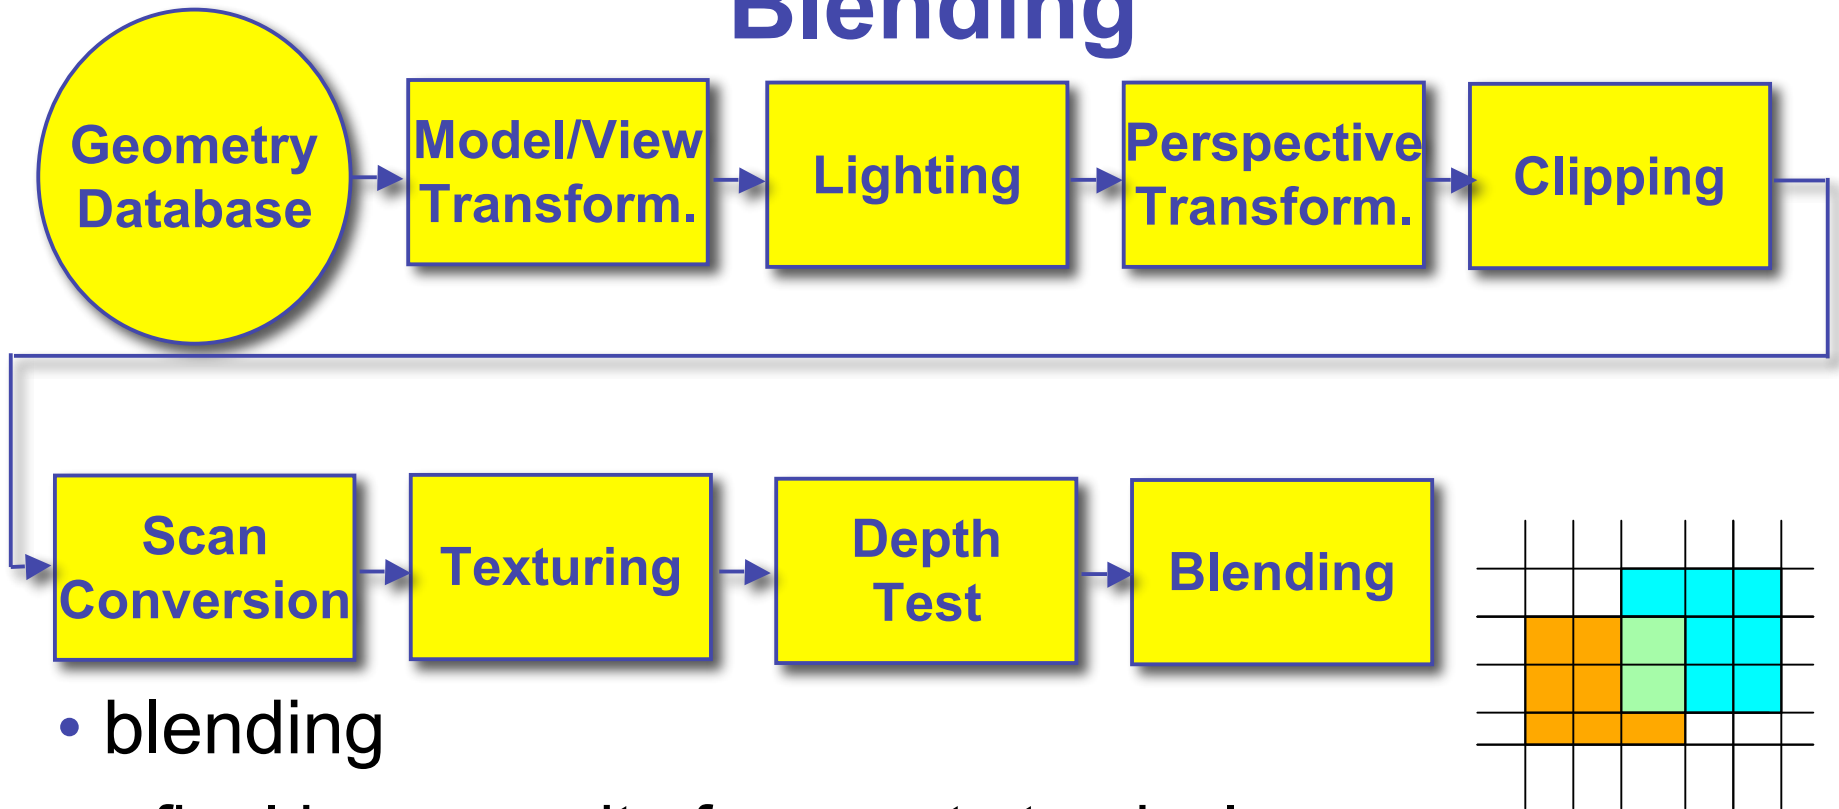 Blending
Geometry
Database
Model/View
Transform.
Lighting
Perspective
Transform.
Clipping
Scan
Conversion
Texturing
Depth
Test
Blending
• blending